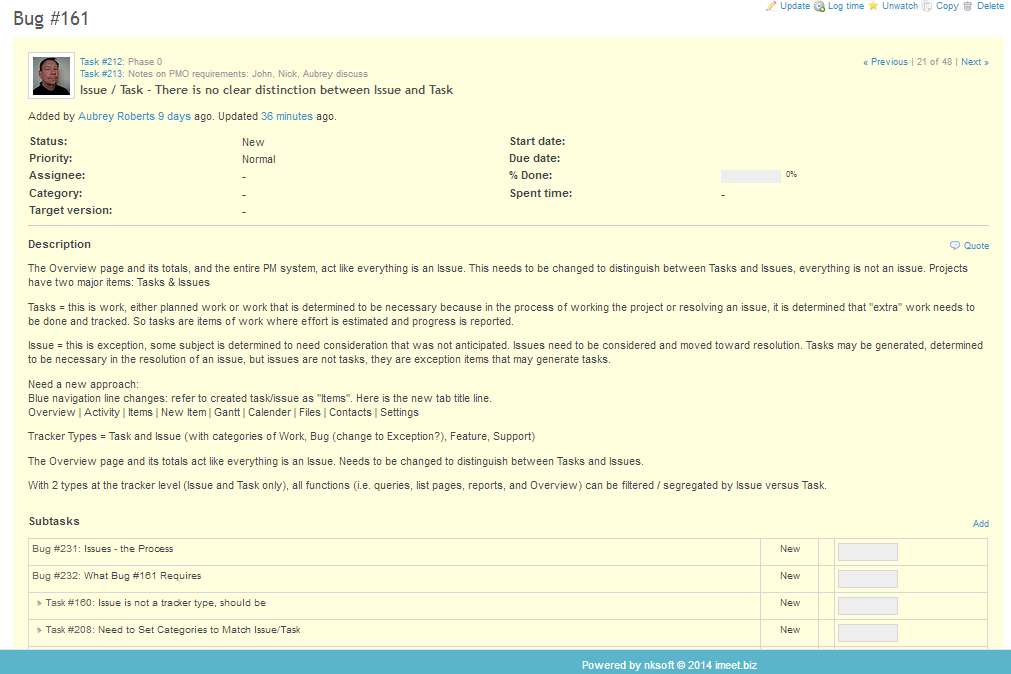 Update Log time Unwatch Copy Delete
Bug #161
Task #212: Phase 0
« Previous | 21 of 48 | Next »
Task #213: Notes on PMO requirements: John, Nick, Aubrey discuss
Issue / Task - There is no clear distinction between Issue and Task
Added by Aubrey Roberts 9 days ago. Updated 36 minutes ago.
Status: New Start date:
Priority: Normal Due date:
Assignee: - % Done: 0%
Category: - Spent time: -
Target version: -
Description Quote
The Overview page and its totals, and the entire PM system, act like everything is an Issue. This needs to be changed to distinguish between Tasks and Issues, everything is not an issue. Projects
have two major items: Tasks & Issues
Tasks = this is work, either planned work or work that is determined to be necessary because in the process of working the project or resolving an issue, it is determined that "extra" work needs to
be done and tracked. So tasks are items of work where effort is estimated and progress is reported.
Issue = this is exception, some subject is determined to need consideration that was not anticipated. Issues need to be considered and moved toward resolution. Tasks may be generated, determined
to be necessary in the resolution of an issue, but issues are not tasks, they are exception items that may generate tasks.
Need a new approach:
Blue navigation line changes: refer to created task/issue as "Items". Here is the new tab title line.
Overview | Activity | Items | New Item | Gantt | Calender | Files | Contacts | Settings
Tracker Types = Task and Issue (with categories of Work, Bug (change to Exception?), Feature, Support)
The Overview page and its totals act like everything is an Issue. Needs to be changed to distinguish between Tasks and Issues.
With 2 types at the tracker level (Issue and Task only), all functions (i.e. queries, list pages, reports, and Overview) can be filtered / segregated by Issue versus Task.
Subtasks Add
Bug #231: Issues - the Process New
Bug #232: What Bug #161 Requires New
Task #160: Issue is not a tracker type, should be New
Task #208: Need to Set Categories to Match Issue/Task New
Powered by nksoft © 2014 imeet.biz